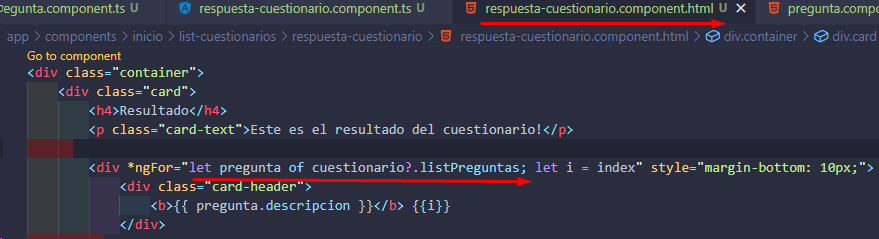 pregunta.component.ts respuesta-cuestionario.component.ts U respuesta-cuestionario.component.html U pregunta.compon
app > components > inicio > list-cuestionarios > respuesta-cuestionario > respuesta-cuestionario.component.html > div.container > div.card
Go to component
<div class="container">
<div class="card">
<h4>Resultado</h4>
<p class="card-text">Este es el resultado del cuestionario!</p>
<div *ngFor="let pregunta of cuestionario?.listPreguntas; let i = index" style="margin-bottom: 10px;">
<div class="card-header">
<b>{{ pregunta.descripcion }}</b> {{i}}
</div>